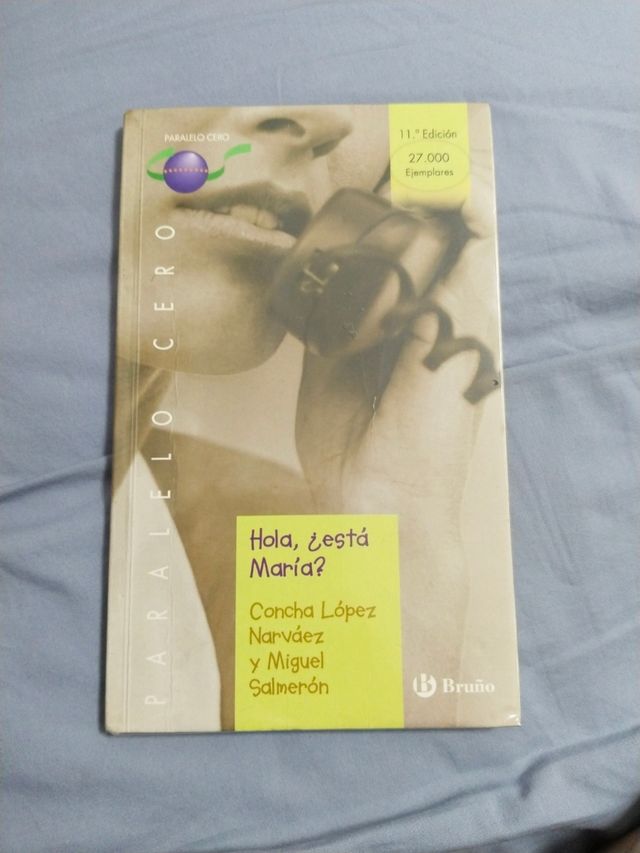 PARALELO CERO
11.ª Edición
27.000
Ejemplares
PARALELO CERO
Hola, ¿está
María?
Concha López
Narváez
y Miguel
Salmerón
Bruño